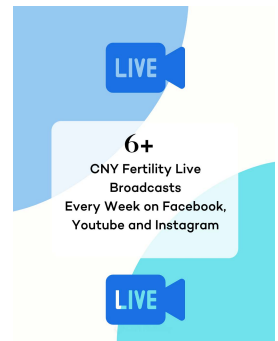 LIVE
6+
CNY Fertility Live
Broadcasts
Every Week on Facebook,
Youtube and Instagram
LIVE